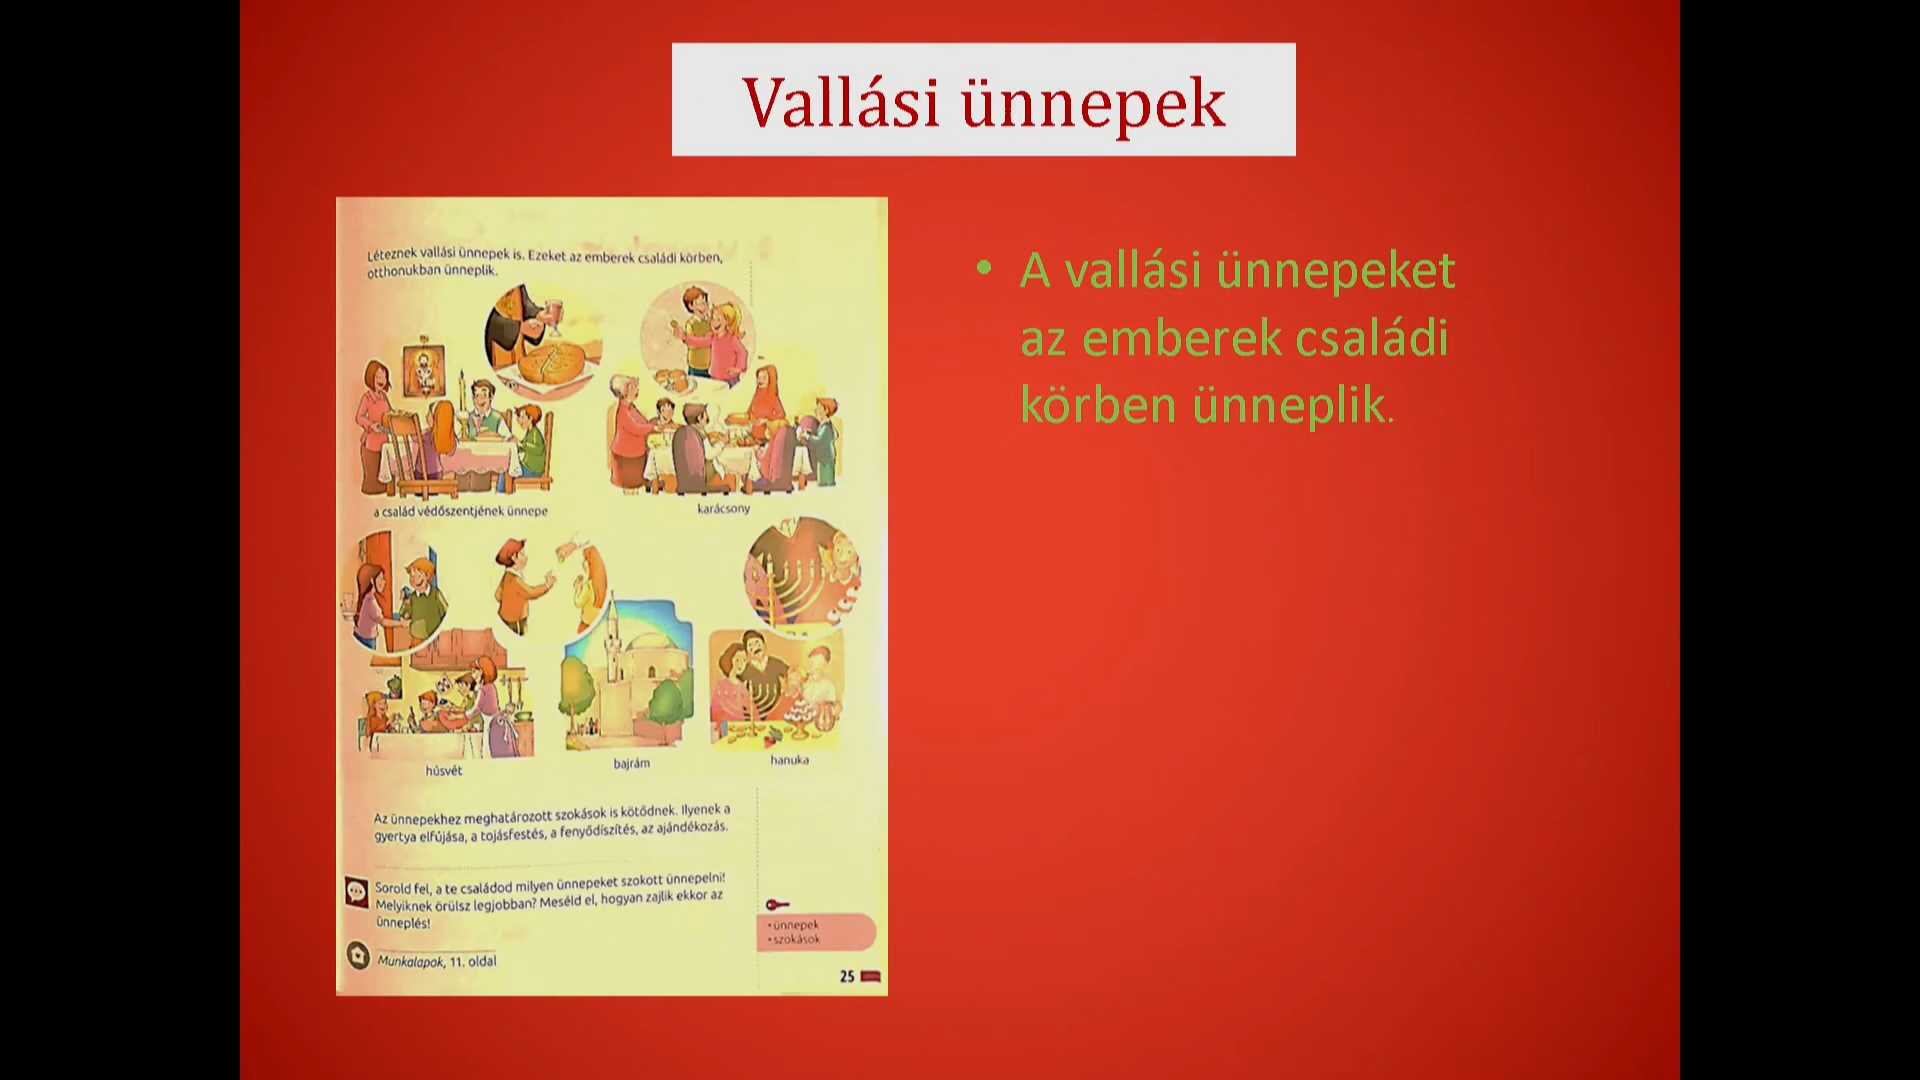 Vallási ünnepek
Léteznek vallási ünnepek is. Ezeket az emberek családi körben,
otthonukban ünneplik.
a család védőszentjének ünnepe
karácsony
húsvét
bajrám
hanuka
Az ünnepekhez meghatározott szokások is kötődnek. Ilyenek a
gyertya elfújása, a tojásfestés, a fenyődíszítés, az ajándékozás.
Sorold fel, a te családod milyen ünnepeket szokott ünnepelni!
Melyiknek örülsz legjobban? Meséld el, hogyan zajlik ekkor az
ünneplés!
• ünnepek
• szokások
Munkalapok, 11. oldal
25
• A vallási ünnepeket
az emberek családi
körben ünneplik.